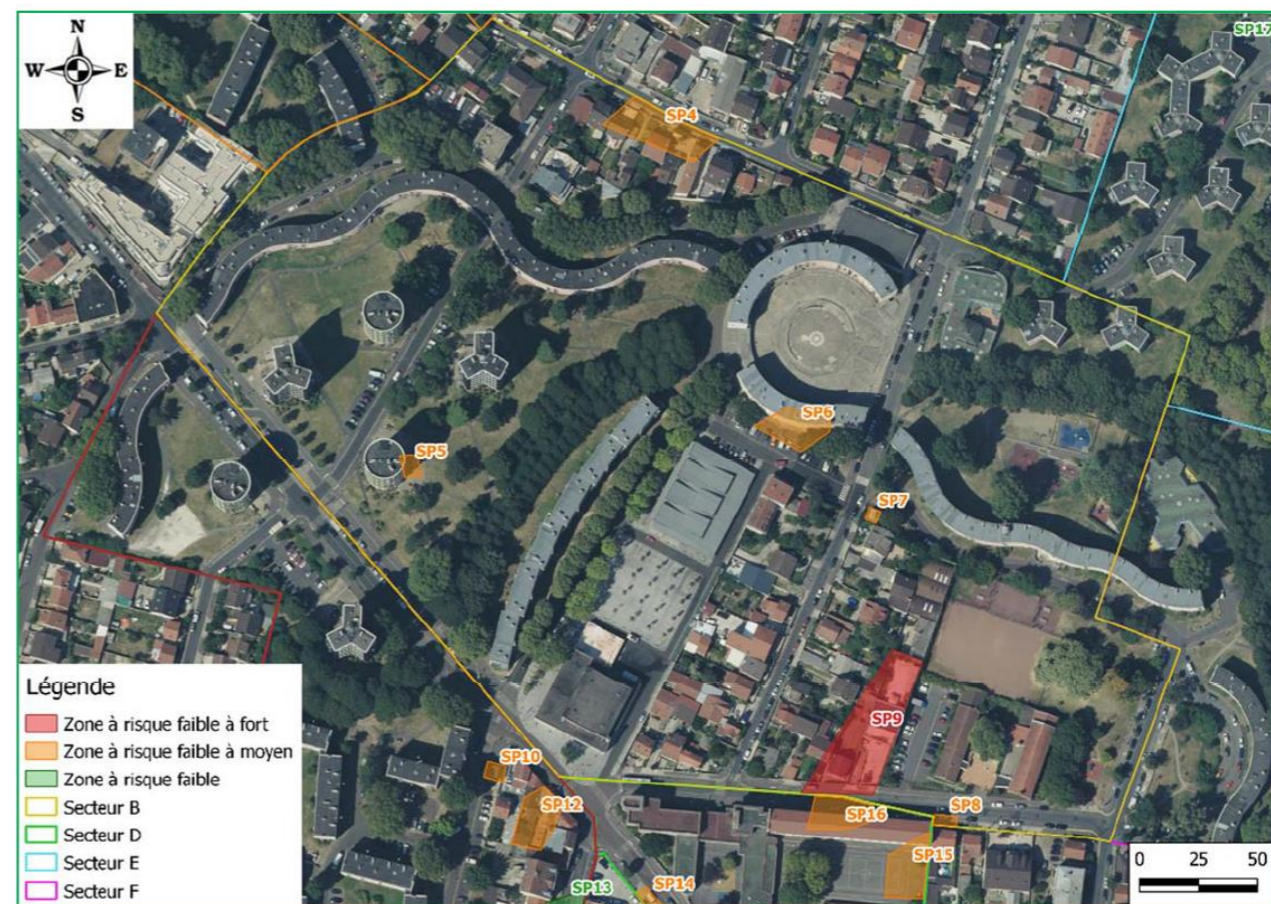 N
W E
S
SP17
SP4
SP6
SP5
SP7
SP9
SP10
SP12
SP16
SP8
SP15
SP13
SP14
Légende
Zone à risque faible à fort
Zone à risque faible à moyen
Zone à risque faible
Secteur B
Secteur D
Secteur E
Secteur F
0 25 50